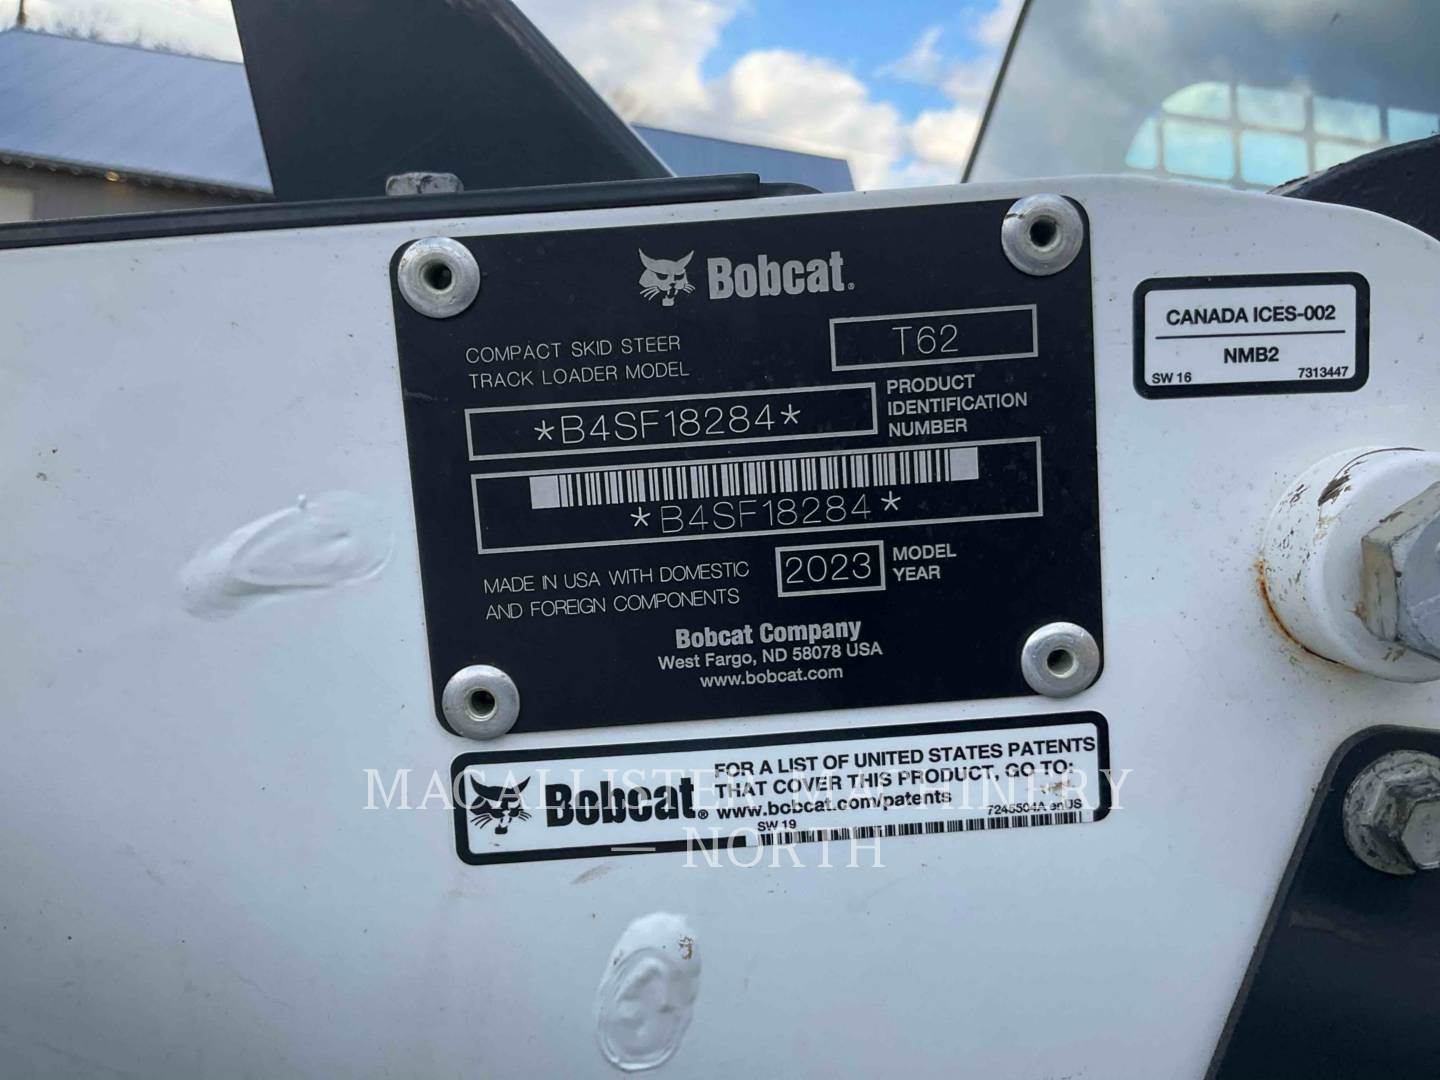 Bobcat®
COMPACT SKID STEER
TRACK LOADER MODEL
T62
*B4SF18284*
PRODUCT
IDENTIFICATION
NUMBER
*B4SF18284*
MADE IN USA WITH DOMESTIC
AND FOREIGN COMPONENTS
2023
MODEL
YEAR
Bobcat Company
West Fargo, ND 58078 USA
www.bobcat.com
CANADA ICES-002
NMB2
SW 16
7313447
Bobcat®
FOR A LIST OF UNITED STATES PATENTS
THAT COVER THIS PRODUCT, GO TO:
www.bobcat.com/patents
7245504A enUS
SW 19
MACALLISTER MACHINERY
NORTH